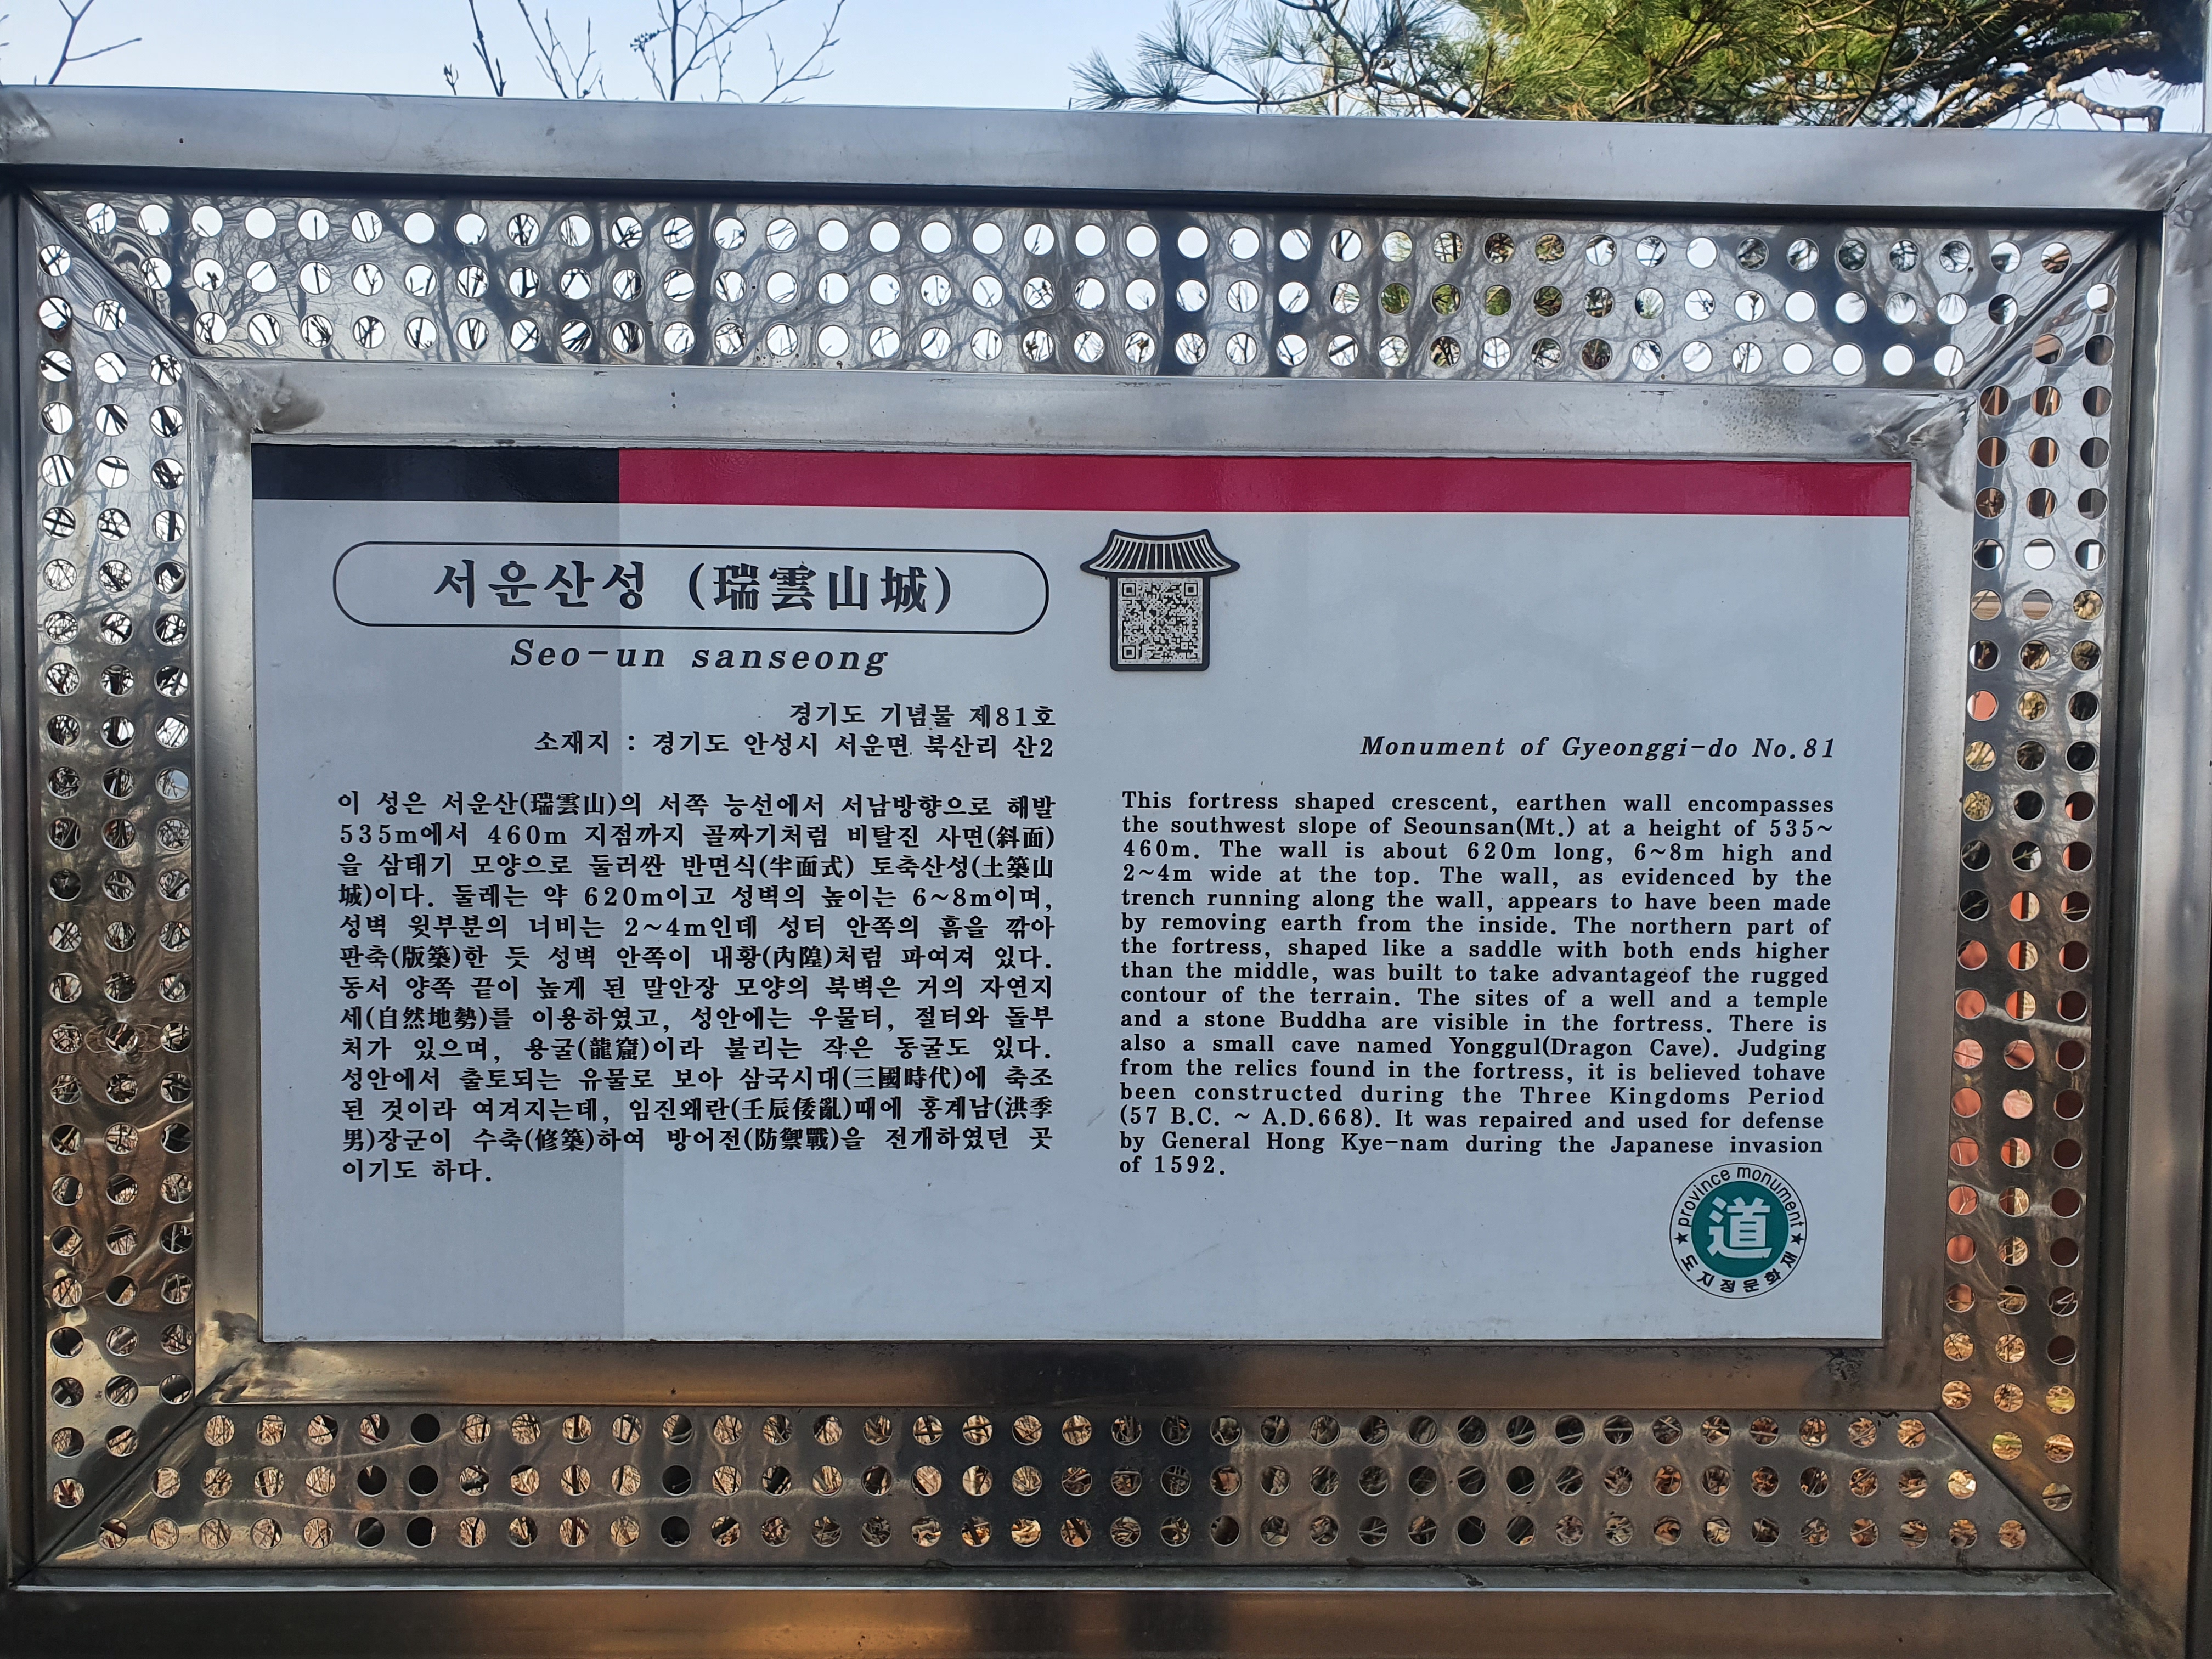 서운산성 (瑞雲山城)
Seo-un sanseong
경기도 기념물 제81호
소재지 : 경기도 안성시 서운면 북산리 산2
이 성은 서운산(瑞雲山)의 서쪽 능선에서 서남방향으로 해발
535m에서 460m 지점까지 골짜기처럼 비탈진 사면(斜面)
을 삼태기 모양으로 둘러싼 반면식(半面式) 토축산성(土築山
城)이다. 둘레는 약 620m이고 성벽의 높이는 6~8m이며,
성벽 윗부분의 너비는 2~4m인데 성터 안쪽의 흙을 깎아
판축(版築)한 듯 성벽 안쪽이 내황(內隍)처럼 파여져 있다.
동서 양쪽 끝이 높게 된 말안장 모양의 북벽은 거의 자연지
세(自然地勢)를 이용하였고, 성안에는 우물터, 절터와 돌부
처가 있으며, 용굴(龍窟)이라 불리는 작은 동굴도 있다.
성안에서 출토되는 유물로 보아 삼국시대(三國時代)에 축조
된 것이라 여겨지는데, 임진왜란(壬辰倭亂)때에 홍계남(洪季
男)장군이 수축(修築)하여 방어전(防禦戰)을 전개하였던 곳
이기도 하다.
Monument of Gyeonggi-do No.81
This fortress shaped crescent, earthen wall encompasses
the southwest slope of Seounsan(Mt.) at a height of 535~
460m. The wall is about 620m long, 6~8m high and
2~4m wide at the top. The wall, as evidenced by the
trench running along the wall, appears to have been made
by removing earth from the inside. The northern part of
the fortress, shaped like a saddle with both ends higher
than the middle, was built to take advantageof the rugged
contour of the terrain. The sites of a well and a temple
and a stone Buddha are visible in the fortress. There is
also a small cave named Yonggul(Dragon Cave). Judging
from the relics found in the fortress, it is believed tohave
been constructed during the Three Kingdoms Period
(57 B.C. ~ A.D.668). It was repaired and used for defense
by General Hong Kye-nam during the Japanese invasion
of 1592.
province monument
道
★ 도지정문화재 ★